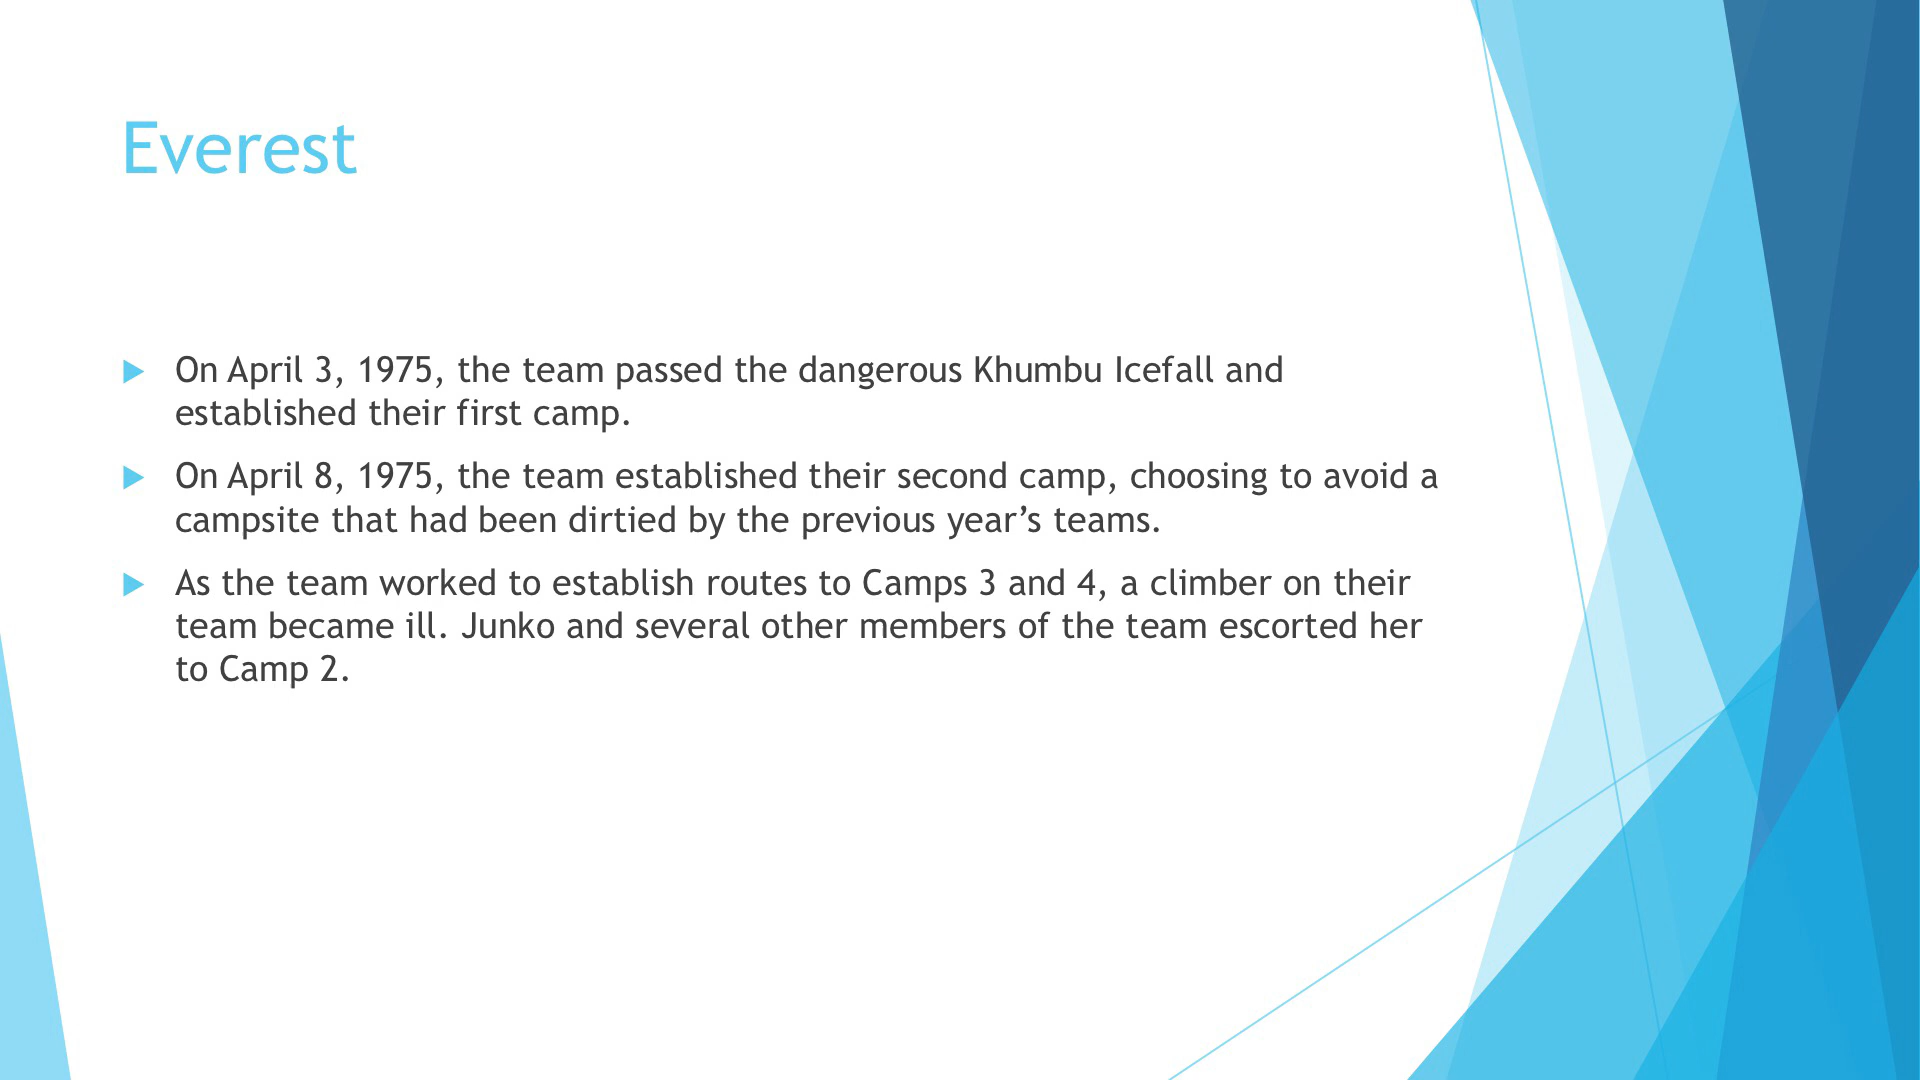 Everest
On April 3, 1975, the team passed the dangerous Khumbu Icefall and
established their first camp.
On April 8, 1975, the team established their second camp, choosing to avoid a
campsite that had been dirtied by the previous year’s teams.
As the team worked to establish routes to Camps 3 and 4, a climber on their
team became ill. Junko and several other members of the team escorted her
to Camp 2.